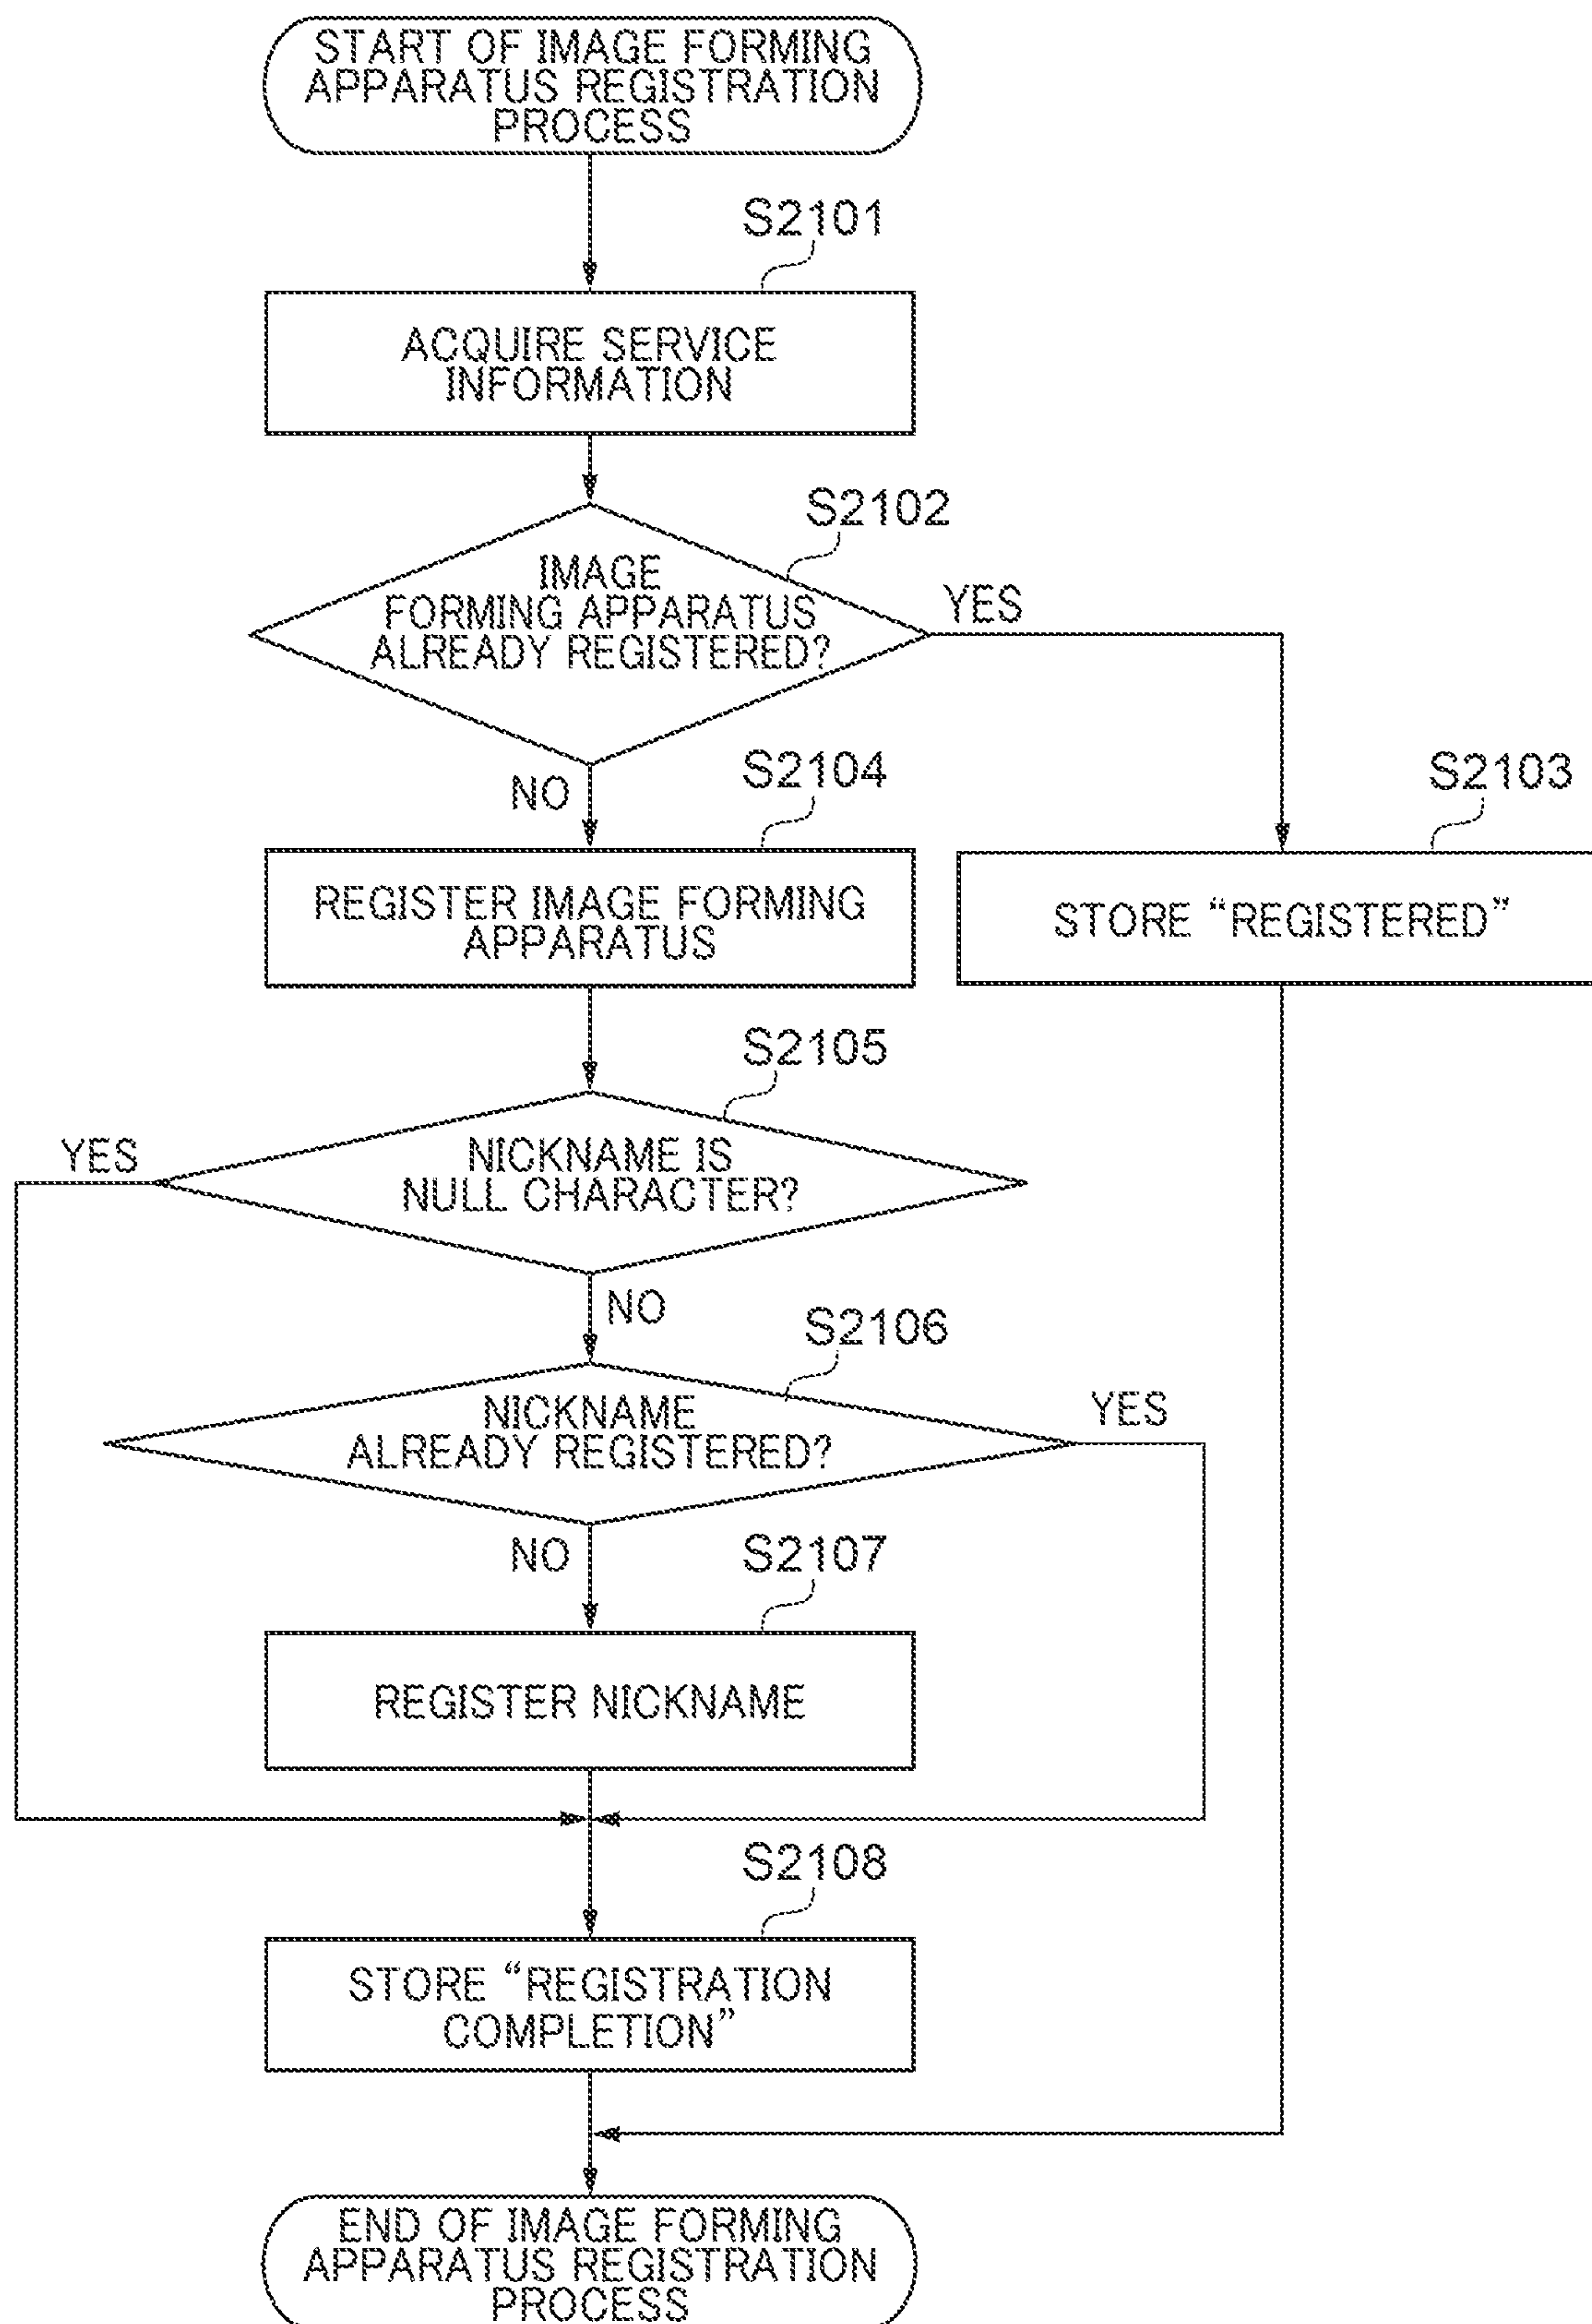 START OF IMAGE FORMING
APPARATUS REGISTRATION
PROCESS
S2101
ACQUIRE SERVICE
INFORMATION
S2102
IMAGE
FORMING APPARATUS
ALREADY REGISTERED?
YES
NO
S2104
S2103
REGISTER IMAGE FORMING
APPARATUS
STORE “REGISTERED”
S2105
YES
NICKNAME IS
NULL CHARACTER?
NO
S2106
NICKNAME
ALREADY REGISTERED?
YES
NO
S2107
REGISTER NICKNAME
S2108
STORE “REGISTRATION
COMPLETION”
END OF IMAGE FORMING
APPARATUS REGISTRATION
PROCESS